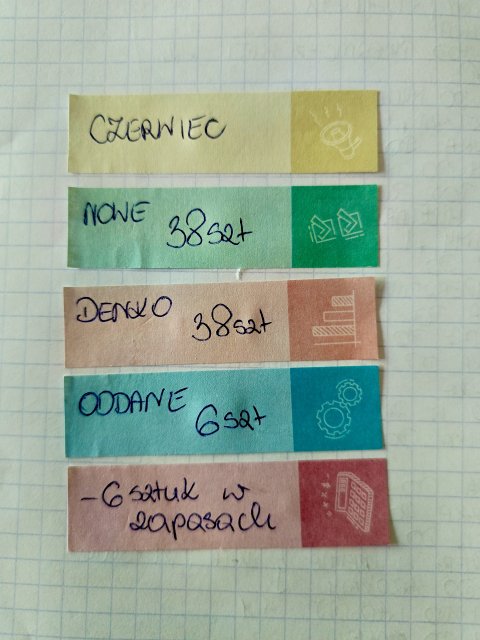 CZERWIEC
NOWE 38szt
DENKO 38szt
ODDANE 6szt
-6 sztuk w
zapasach